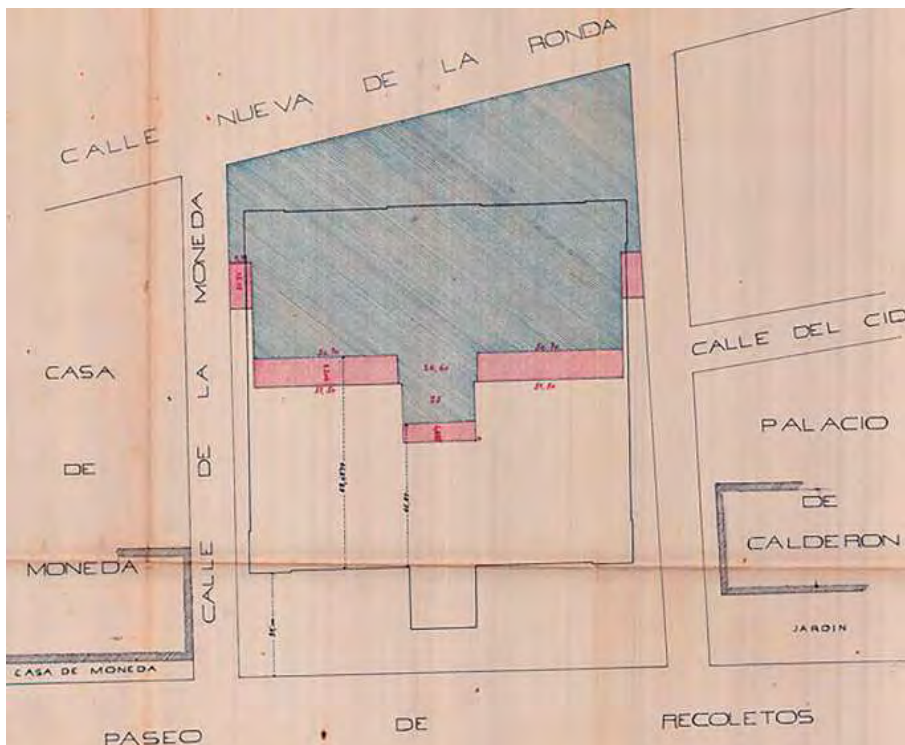 CALLE NUEVA DE LA RONDA
CALLE DE LA MONEDA
CASA
DE
MONEDA
CASA DE MONEDA
CALLE DEL CID
PALACIO
DE
CALDERON
JARDIN
PASEO DE RECOLETOS